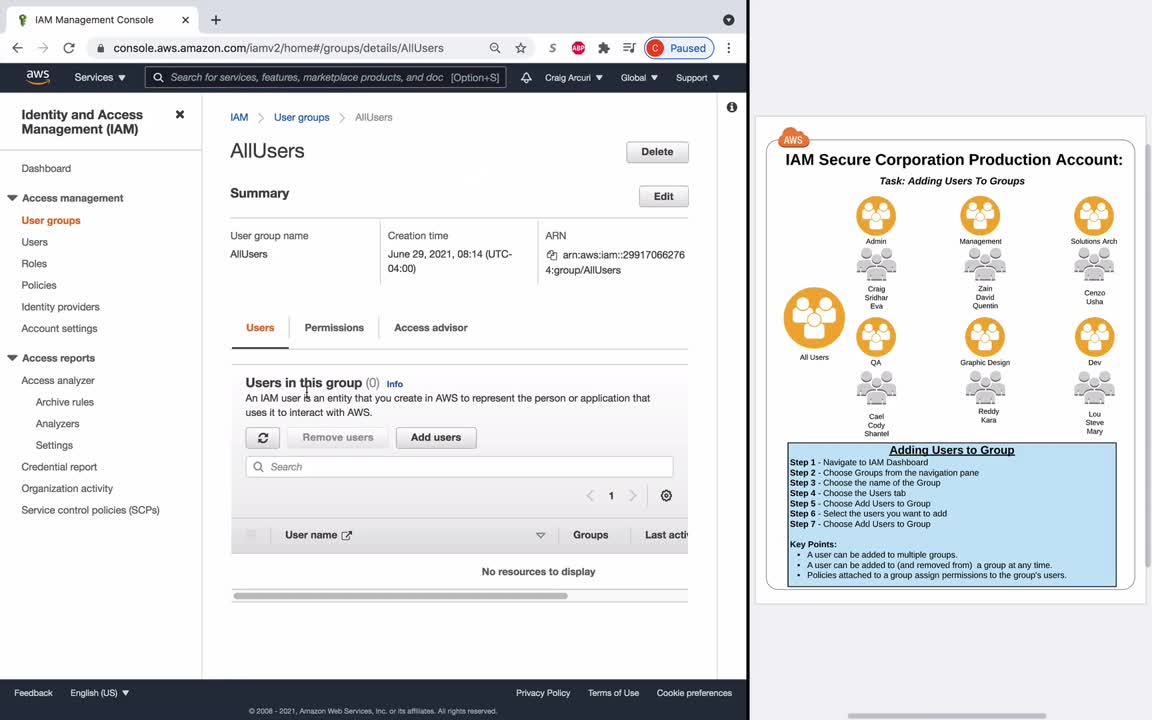 IAM Management Console
console.aws.amazon.com/iamv2/home#/groups/details/AllUsers
S
ABP
C Paused
aws
Services
Search for services, features, marketplace products, and doc [Option+S]
Craig Arcuri
Global
Support
Identity and Access
Management (IAM)
Dashboard
Access management
User groups
Users
Roles
Policies
Identity providers
Account settings
Access reports
Access analyzer
Archive rules
Analyzers
Settings
Credential report
Organization activity
Service control policies (SCPs)
IAM > User groups > AllUsers
AllUsers
Delete
Summary
Edit
User group name
AllUsers
Creation time
June 29, 2021, 08:14 (UTC-
04:00)
ARN
arn:aws:iam::29917066276
4:group/AllUsers
Users
Permissions
Access advisor
Users in this group (0) Info
An IAM user is an entity that you create in AWS to represent the person or application that
uses it to interact with AWS.
Remove users
Add users
Search
1
User name
Groups
Last acti
No resources to display
Feedback
English (US)
Privacy Policy
Terms of Use
Cookie preferences
© 2008 - 2021, Amazon Web Services, Inc. or its affiliates. All rights reserved.
AWS
IAM Secure Corporation Production Account:
Task: Adding Users To Groups
Admin
Management
Solutions Arch
Craig
Sridhar
Eva
Zain
David
Quentin
Cenzo
Usha
All Users
QA
Graphic Design
Dev
Cael
Cody
Shantel
Reddy
Kara
Lou
Steve
Mary
Adding Users to Group
Step 1 - Navigate to IAM Dashboard
Step 2 - Choose Groups from the navigation pane
Step 3 - Choose the name of the Group
Step 4 - Choose the Users tab
Step 5 - Choose Add Users to Group
Step 6 - Select the users you want to add
Step 7 - Choose Add Users to Group
Key Points:
• A user can be added to multiple groups.
• A user can be added to (and removed from) a group at any time.
• Policies attached to a group assign permissions to the group's users.